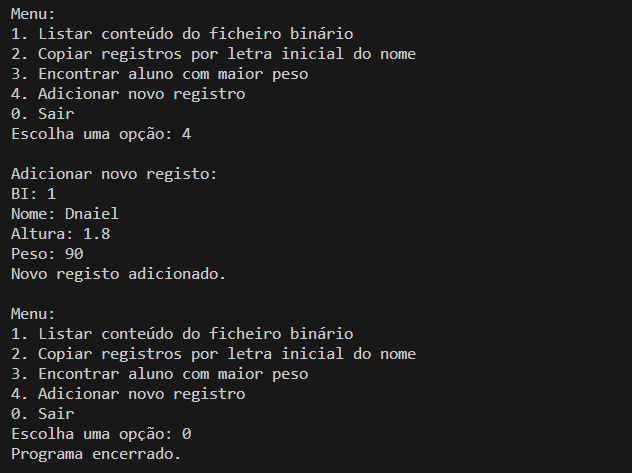 Menu:
1. Listar conteúdo do ficheiro binário
2. Copiar registros por letra inicial do nome
3. Encontrar aluno com maior peso
4. Adicionar novo registro
0. Sair
Escolha uma opção: 4
Adicionar novo registo:
BI: 1
Nome: Dnaiel
Altura: 1.8
Peso: 90
Novo registo adicionado.
Menu:
1. Listar conteúdo do ficheiro binário
2. Copiar registros por letra inicial do nome
3. Encontrar aluno com maior peso
4. Adicionar novo registro
0. Sair
Escolha uma opção: 0
Programa encerrado.